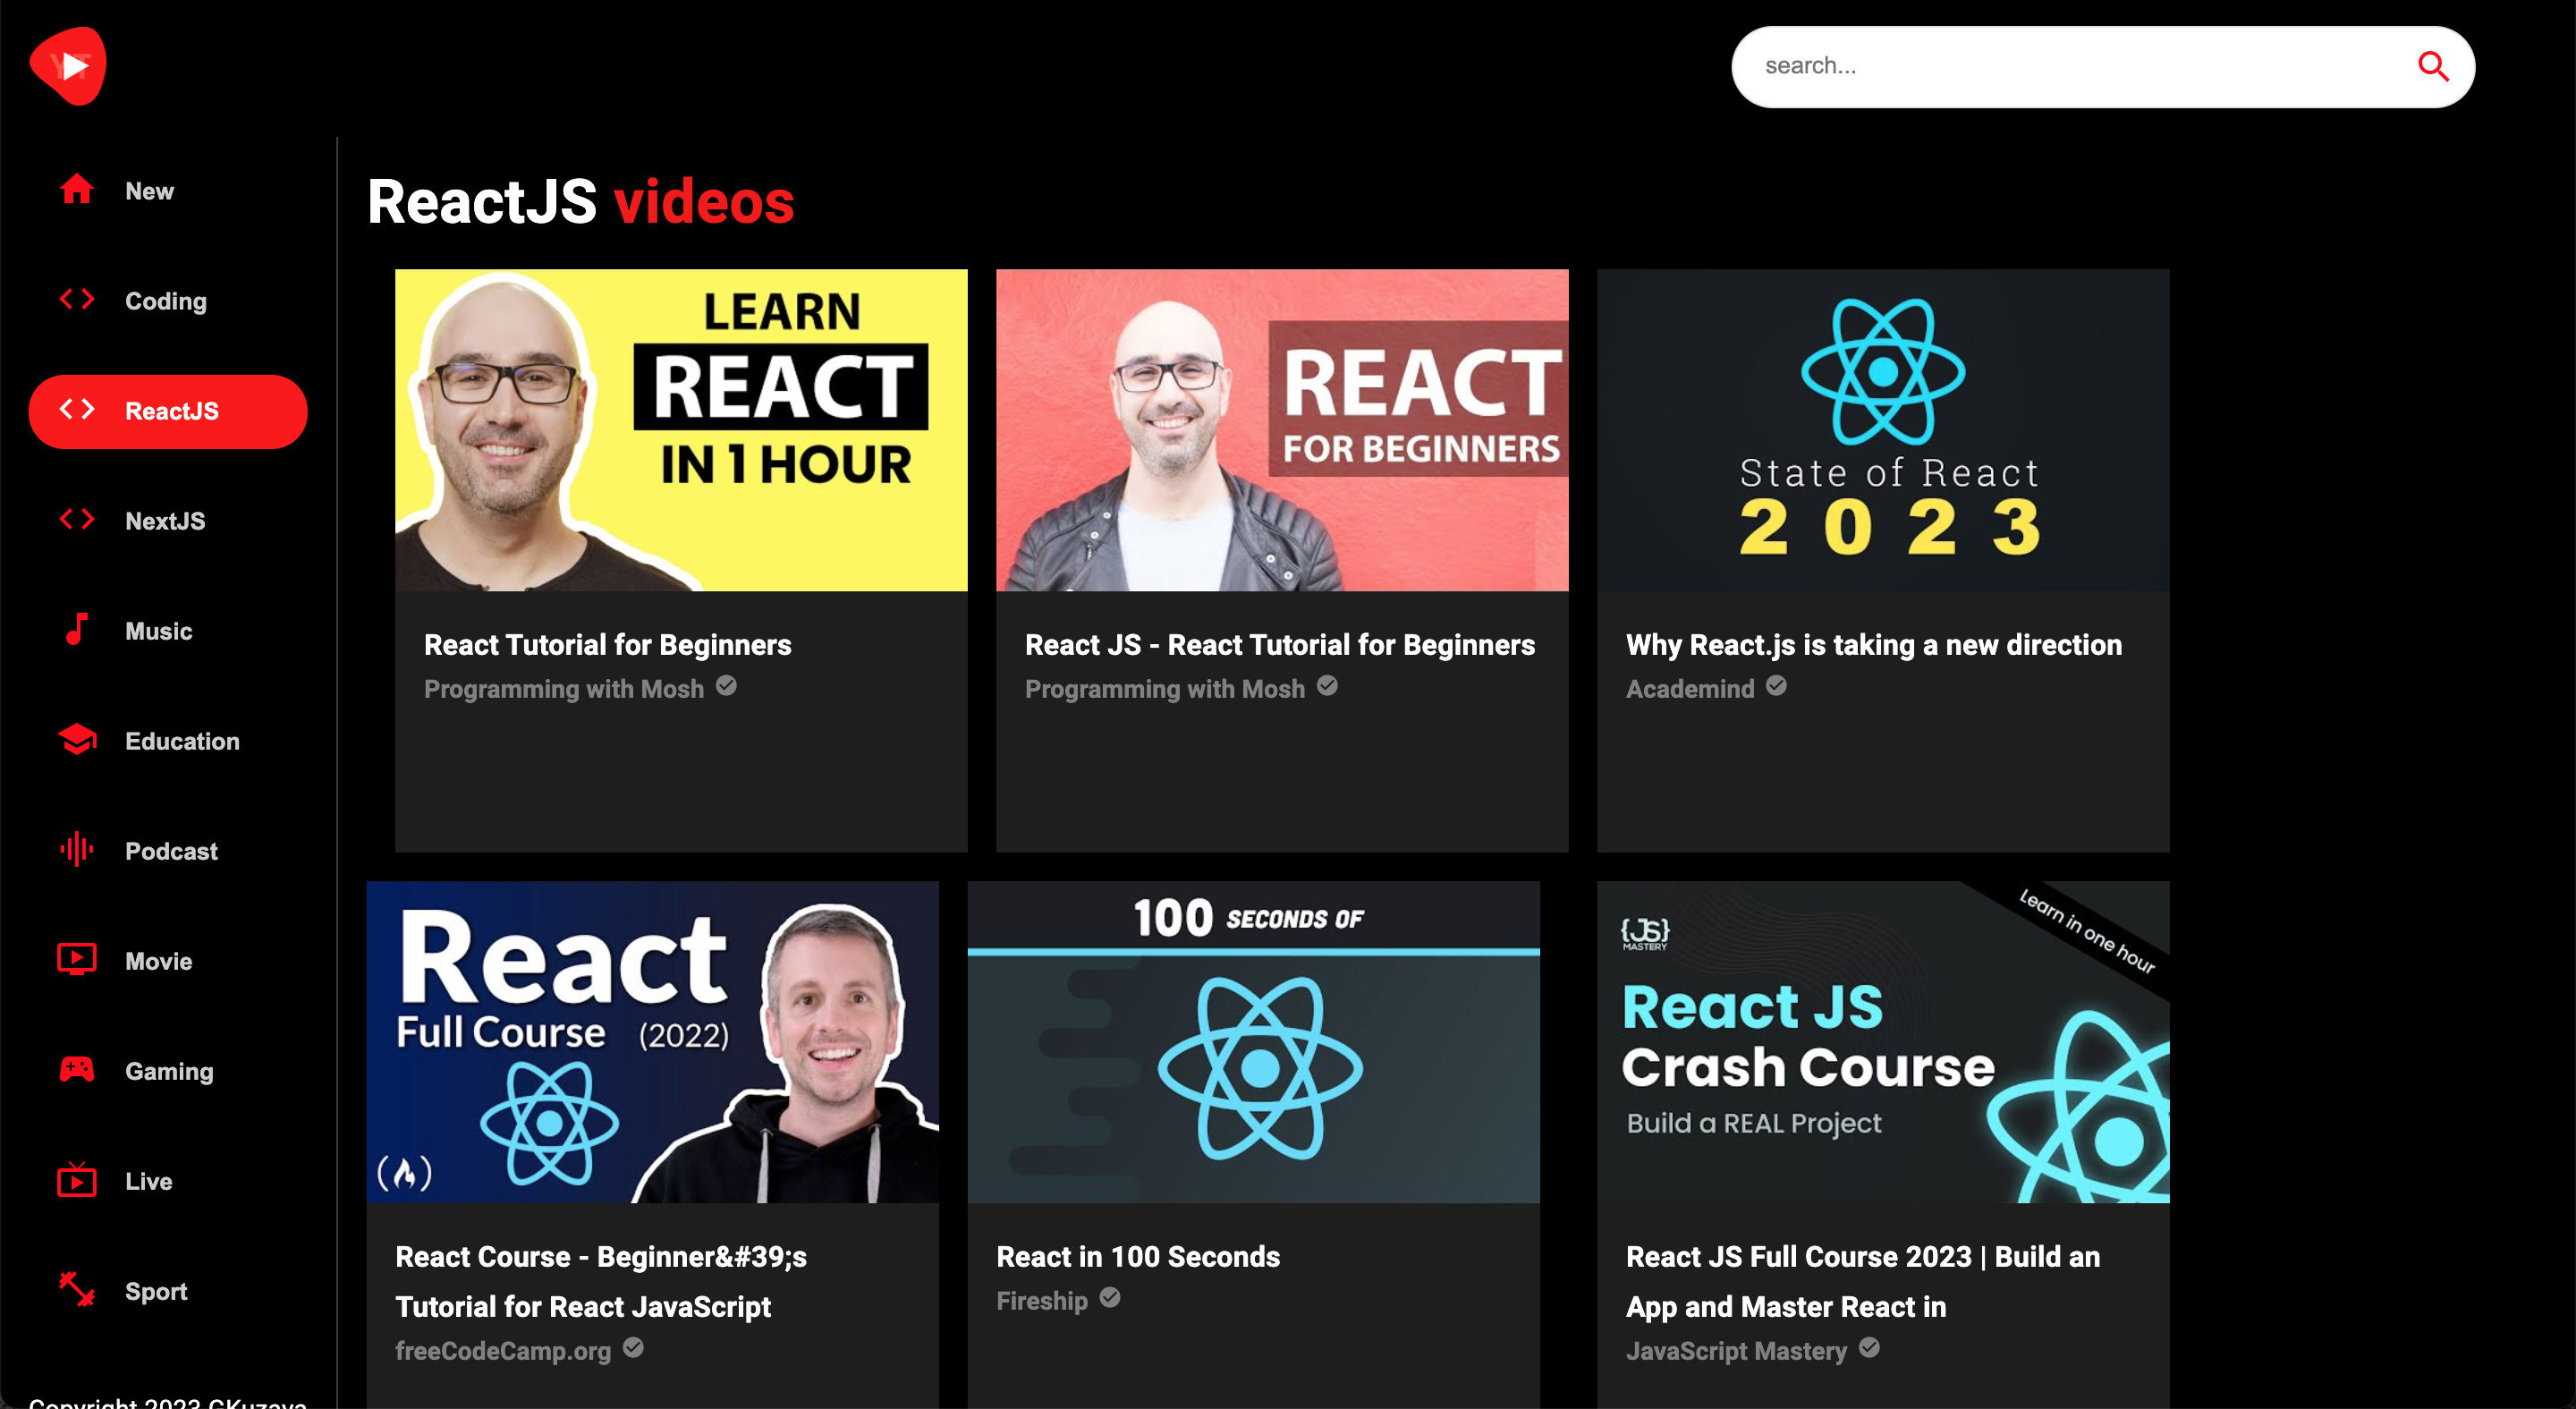 YT
search...
New
Coding
ReactJS
NextJS
Music
Education
Podcast
Movie
Gaming
Live
Sport
Copyright 2023 GKuzava
ReactJS videos
LEARN
REACT
IN 1 HOUR
React Tutorial for Beginners
Programming with Mosh
REACT
FOR BEGINNERS
React JS - React Tutorial for Beginners
Programming with Mosh
State of React
2023
Why React.js is taking a new direction
Academind
React
Full Course (2022)
React Course - Beginner&#39;s
Tutorial for React JavaScript
freeCodeCamp.org
100 SECONDS OF
React in 100 Seconds
Fireship
{JS}
MASTERY
Learn in one hour
React JS
Crash Course
Build a REAL Project
React JS Full Course 2023 | Build an
App and Master React in
JavaScript Mastery